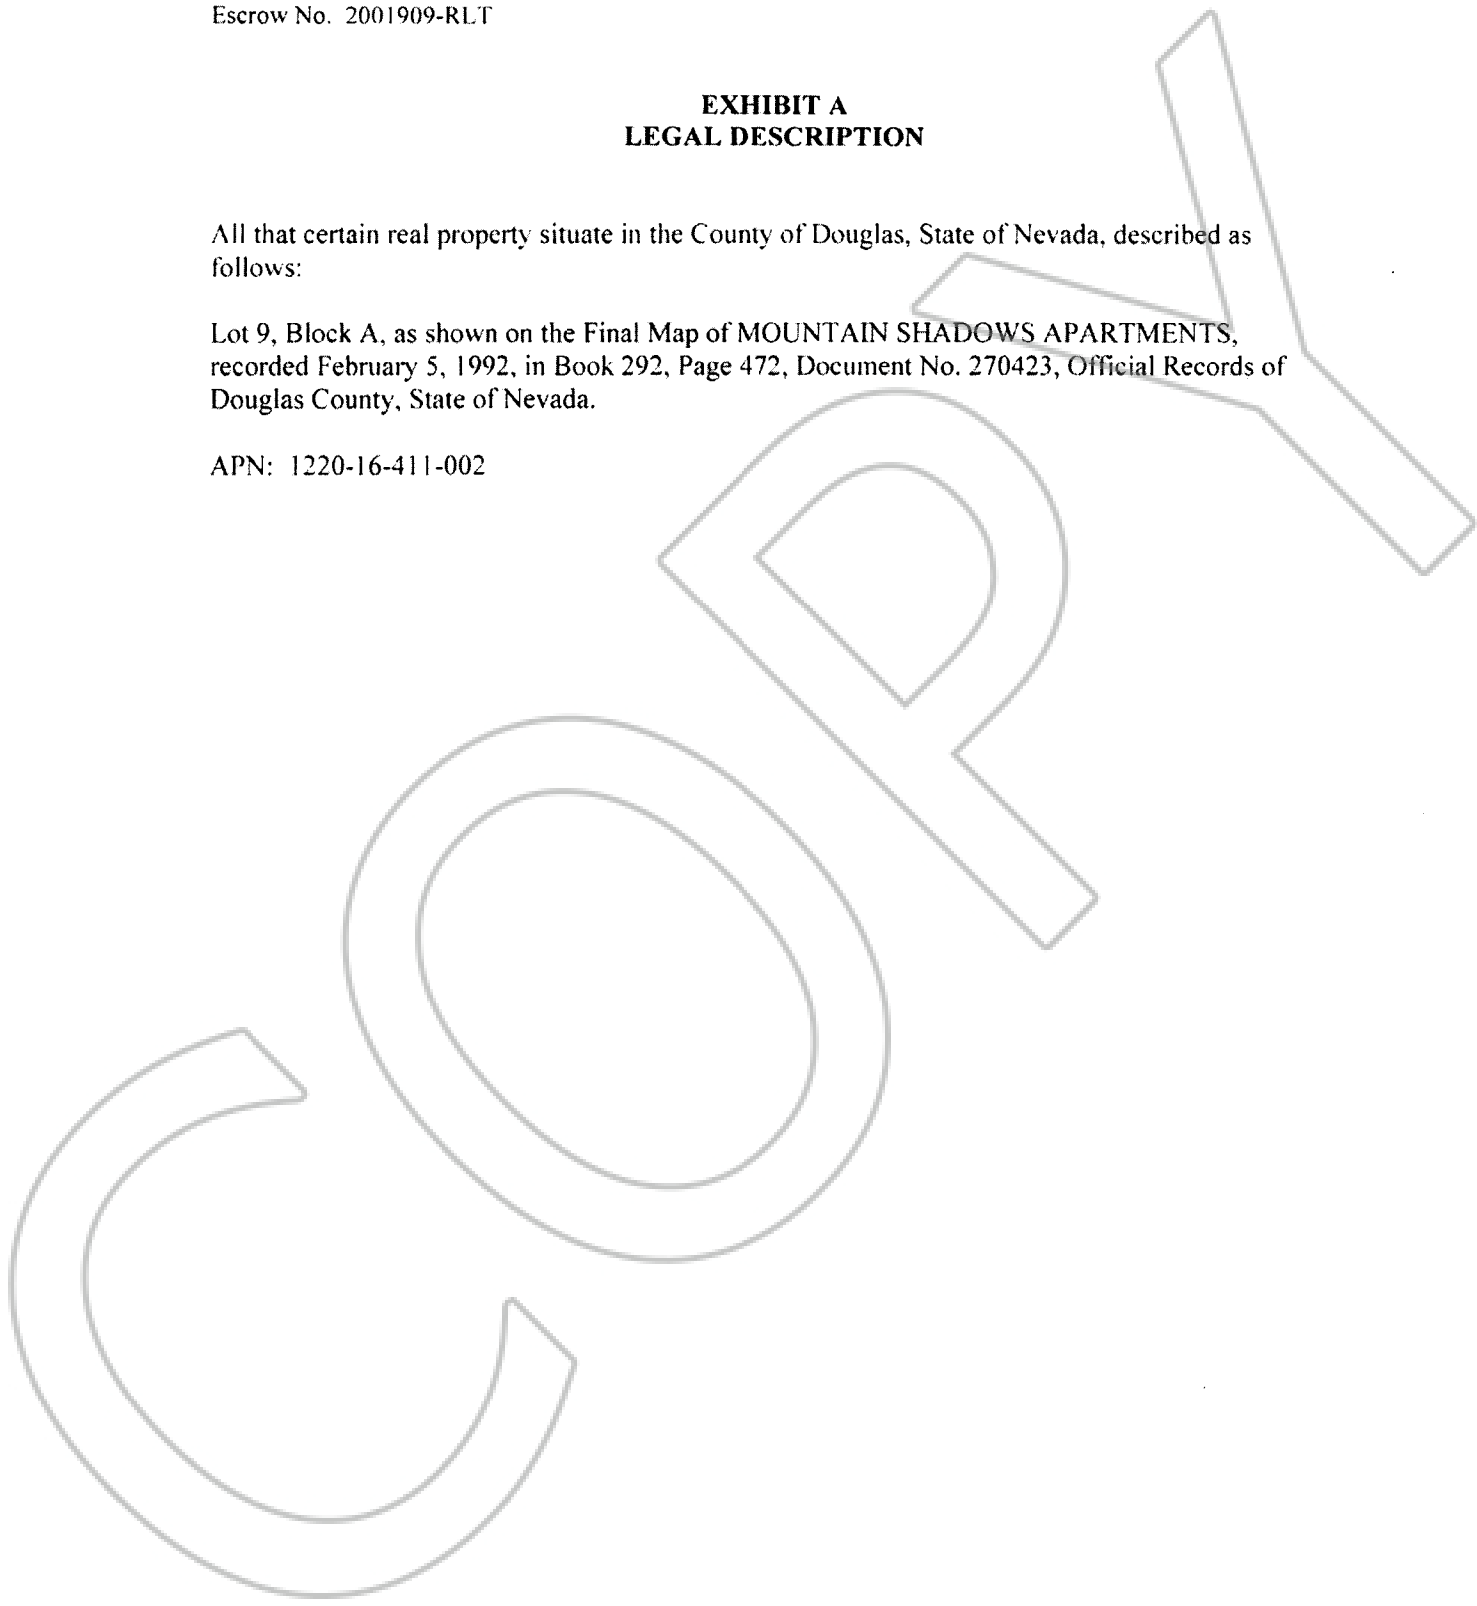 Escrow No. 2001909-RLT
EXHIBIT A
LEGAL DESCRIPTION
All that certain real property situate in the County of Douglas, State of Nevada, described as
follows:
Lot 9, Block A, as shown on the Final Map of MOUNTAIN SHADOWS APARTMENTS,
recorded February 5, 1992, in Book 292, Page 472, Document No. 270423, Official Records of
Douglas County, State of Nevada.
APN: 1220-16-411-002
COPY